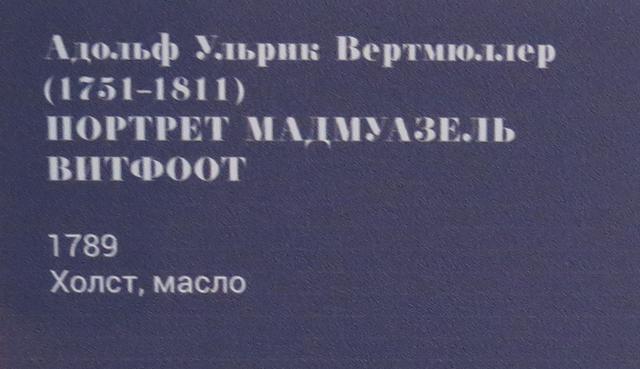 Адольф Ульрик Вертмюллер
(1751–1811)
ПОРТРЕТ МАДМУАЗЕЛЬ
ВИТФООТ
1789
Холст, масло